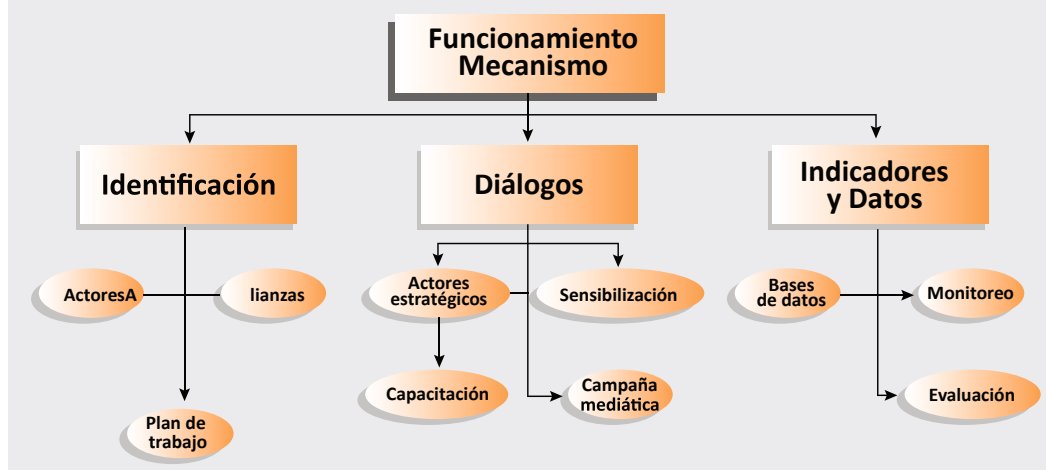 Funcionamiento
Mecanismo
Identificación
Diálogos
Indicadores
y Datos
ActoresA
lianzas
Plan de
trabajo
Actores
estratégicos
Sensibilización
Capacitación
Campaña
mediática
Bases
de datos
Monitoreo
Evaluación